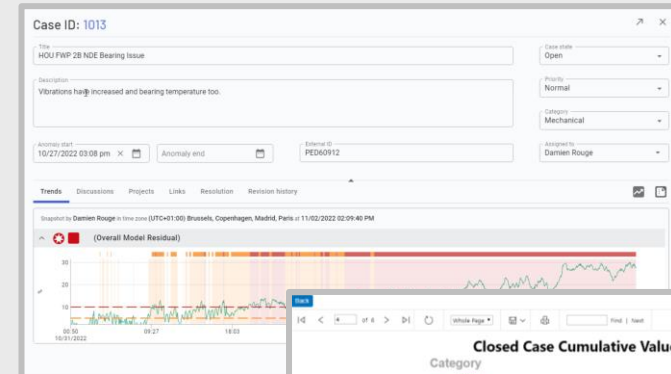 Case ID: 1013
Title
HOU FWP 2B NDE Bearing Issue
Case state
Open
Description
Vibrations have increased and bearing temperature too.
Priority
Normal
Category
Mechanical
Anomaly start
10/27/2022 03:08 pm
Anomaly end
External ID
PED60912
Assigned to
Damien Rouge
Trends Discussions Projects Links Resolution Revision history
Snapshot by Damien Rouge in time zone (UTC+01:00) Brussels, Copenhagen, Madrid, Paris at 11/02/2022 02:09:40 PM
(Overall Model Residual)
30
20
10
%
00:50 09:27 18:03
10/31/2022
Back
4 of 6 Whole Page Find | Next
Closed Case Cumulative Valu
Category